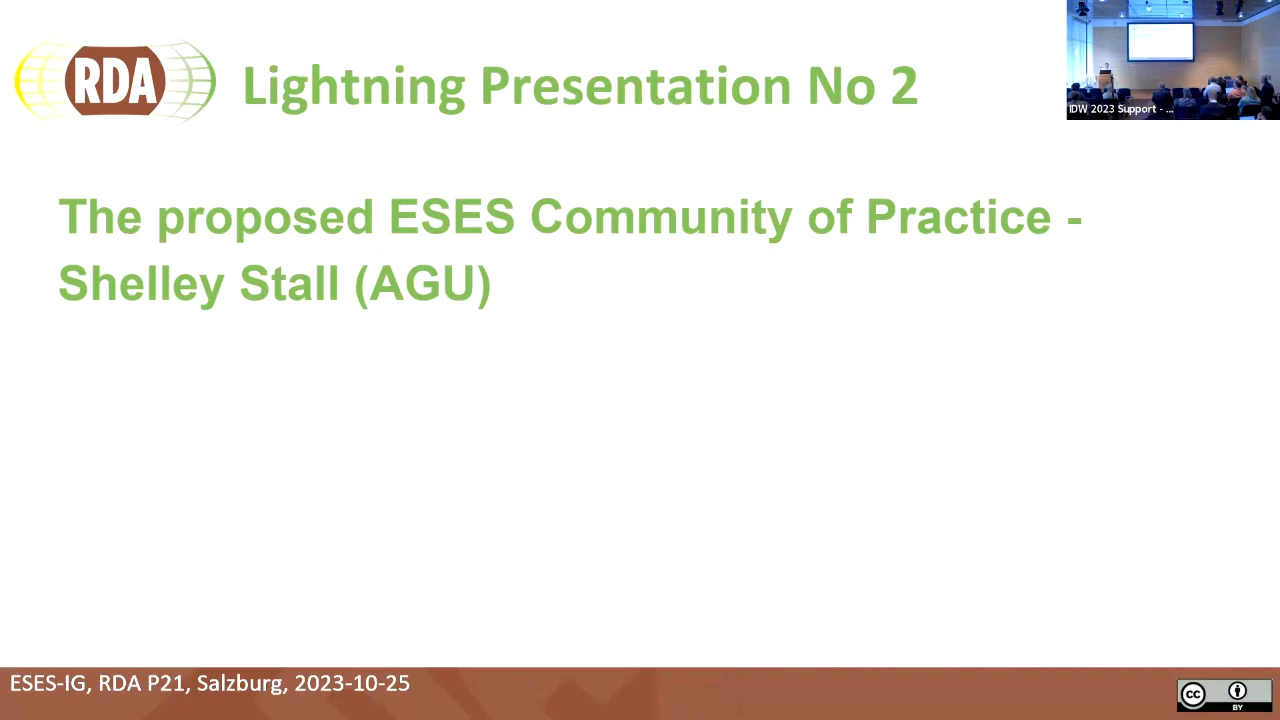 RDA
Lightning Presentation No 2
IDW 2023 Support - ...
The proposed ESES Community of Practice -
Shelley Stall (AGU)
ESES-IG, RDA P21, Salzburg, 2023-10-25
cc
BY